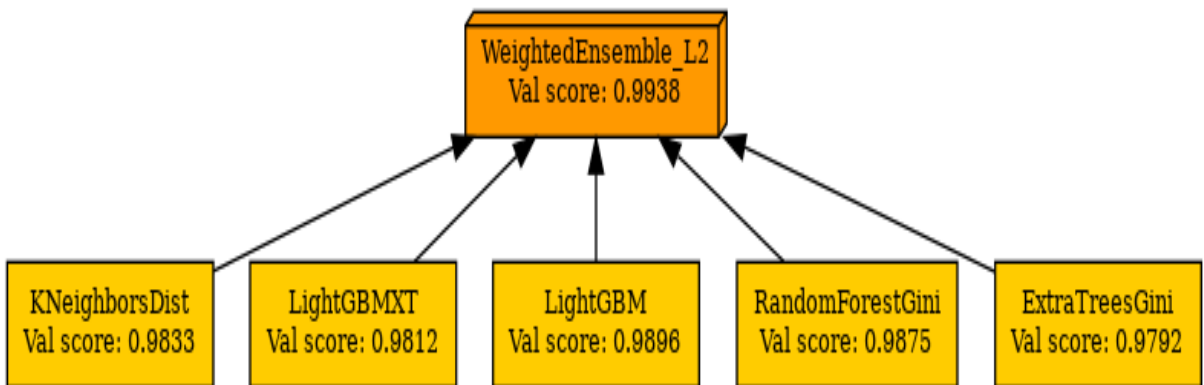 WeightedEnsemble_L2
Val score: 0.9938
KNeighborsDist
Val score: 0.9833
LightGBMXT
Val score: 0.9812
LightGBM
Val score: 0.9896
RandomForestGini
Val score: 0.9875
ExtraTreesGini
Val score: 0.9792